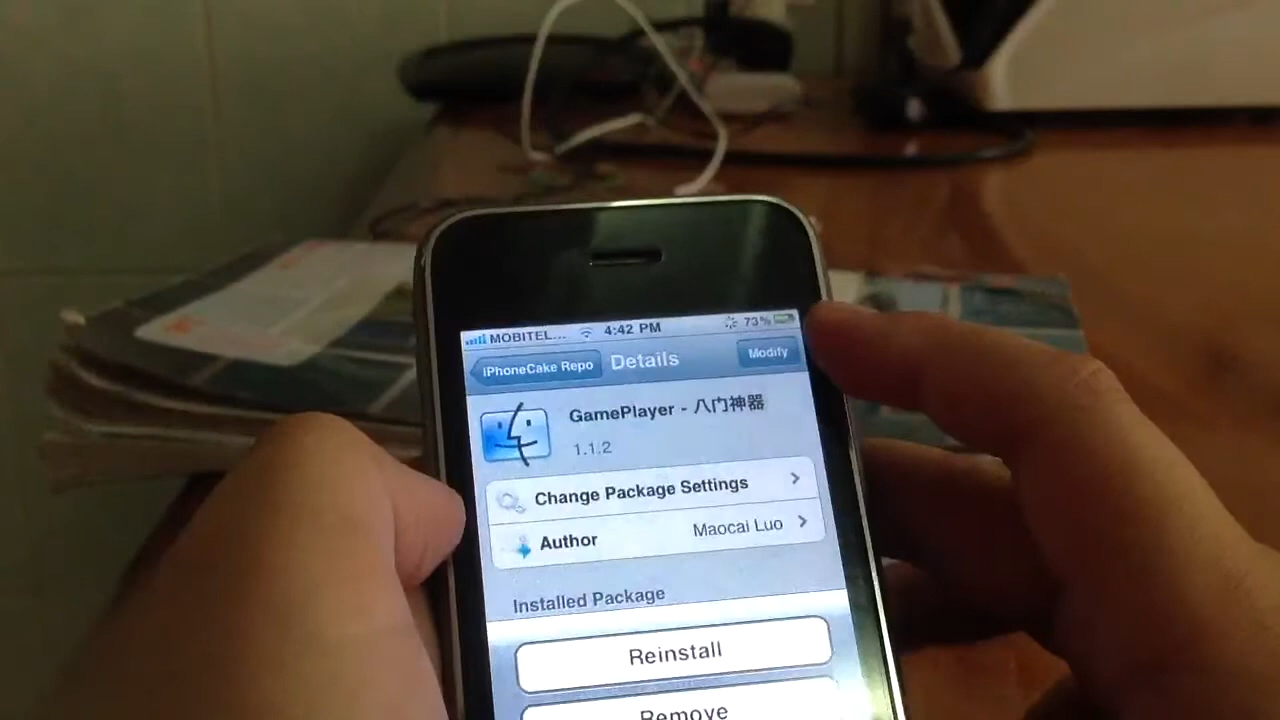 MOBITEL... 4:42 PM 73%
iPhoneCake Repo Details Modify
GamePlayer - 八门神器
1.1.2
Change Package Settings
Author Maocai Luo
Installed Package
Reinstall
Remove